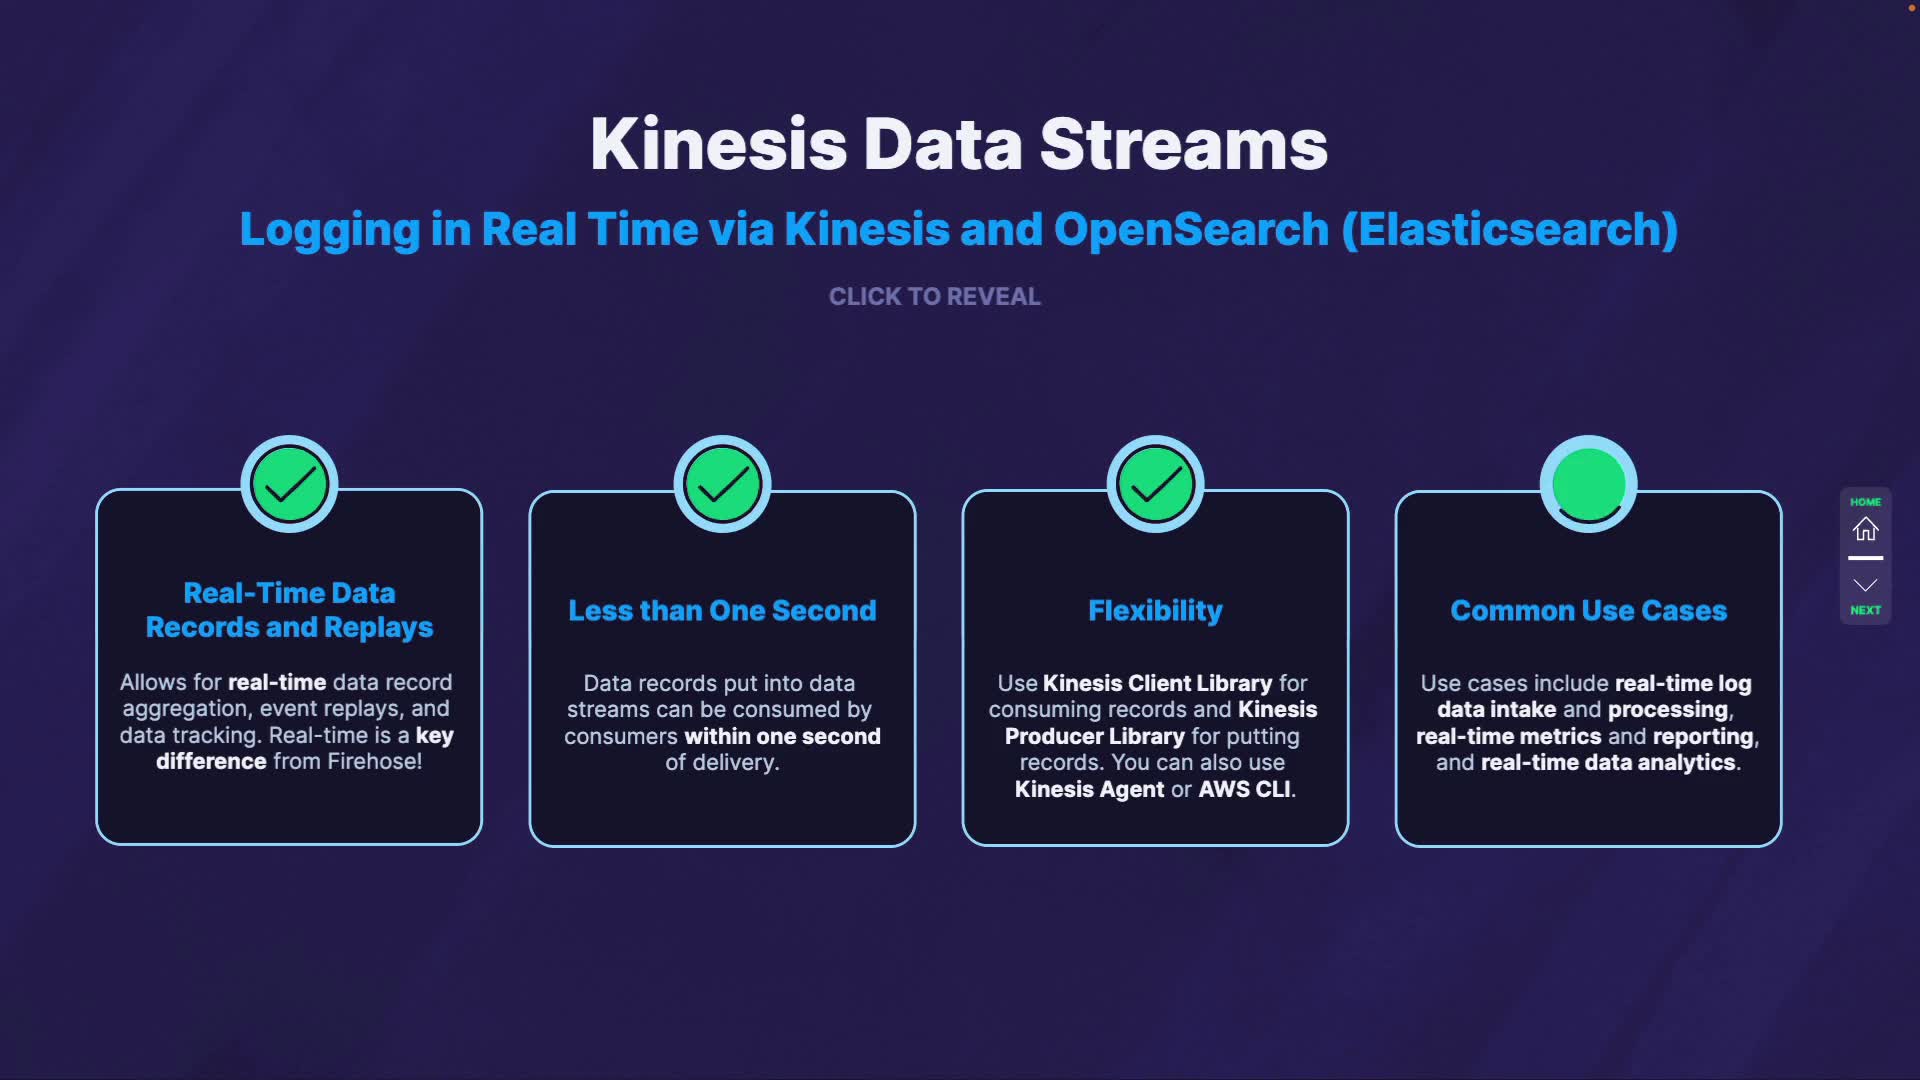 Kinesis Data Streams
Logging in Real Time via Kinesis and OpenSearch (Elasticsearch)
CLICK TO REVEAL
Real-Time Data
Records and Replays
Allows for real-time data record
aggregation, event replays, and
data tracking. Real-time is a key
difference from Firehose!
Less than One Second
Data records put into data
streams can be consumed by
consumers within one second
of delivery.
Flexibility
Use Kinesis Client Library for
consuming records and Kinesis
Producer Library for putting
records. You can also use
Kinesis Agent or AWS CLI.
Common Use Cases
Use cases include real-time log
data intake and processing,
real-time metrics and reporting,
and real-time data analytics.
HOME
NEXT